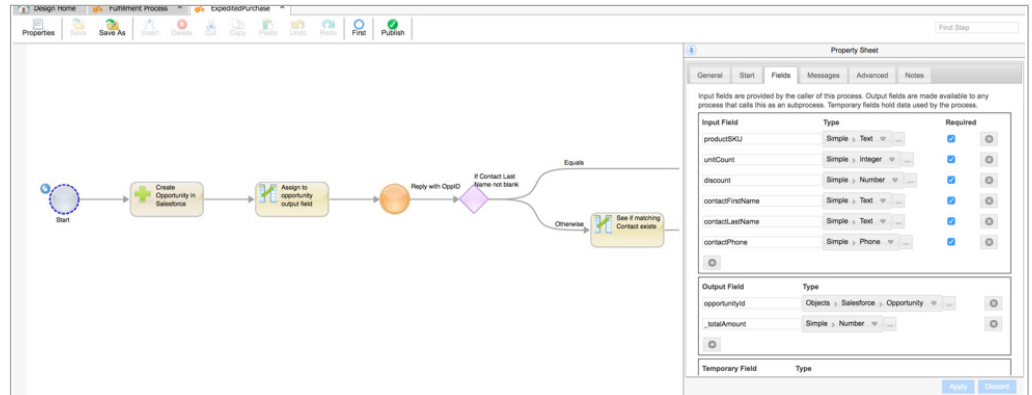 Design Home
Fulfillment Process
ExpeditedPurchase
Properties
Save
Save As
Insert
Delete
Cut
Copy
Paste
Undo
Redo
First
Publish
Find Step
Start
Create
Opportunity in
Salesforce
Assign to
opportunity
output field
Reply with OppID
If Contact Last
Name not blank
Equals
Otherwise
See if matching
Contact exists
Property Sheet
General Start Fields Messages Advanced Notes
Input fields are provided by the caller of this process. Output fields are made available to any
process that calls this as an subprocess. Temporary fields hold data used by the process.
Input Field Type Required
productSKU Simple > Text ...
unitCount Simple > Integer ...
discount Simple > Number ...
contactFirstName Simple > Text ...
contactLastName Simple > Text ...
contactPhone Simple > Phone ...
Output Field Type
opportunityId Objects > Salesforce > Opportunity ...
_totalAmount Simple > Number ...
Temporary Field Type
Apply Discard